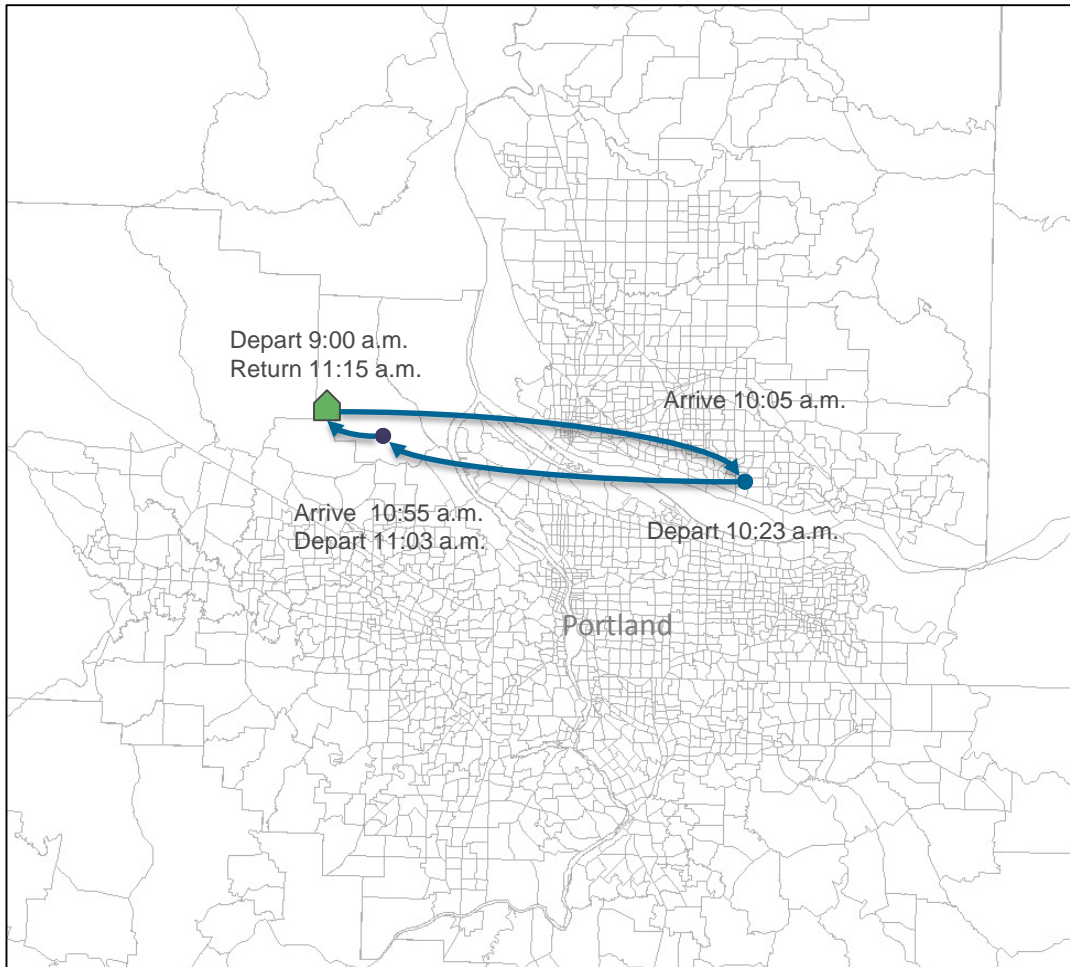 Depart 9:00 a.m.
Return 11:15 a.m.
Arrive 10:05 a.m.
Arrive  10:55 a.m.
Depart 11:03 a.m.
Depart 10:23 a.m.
Portland